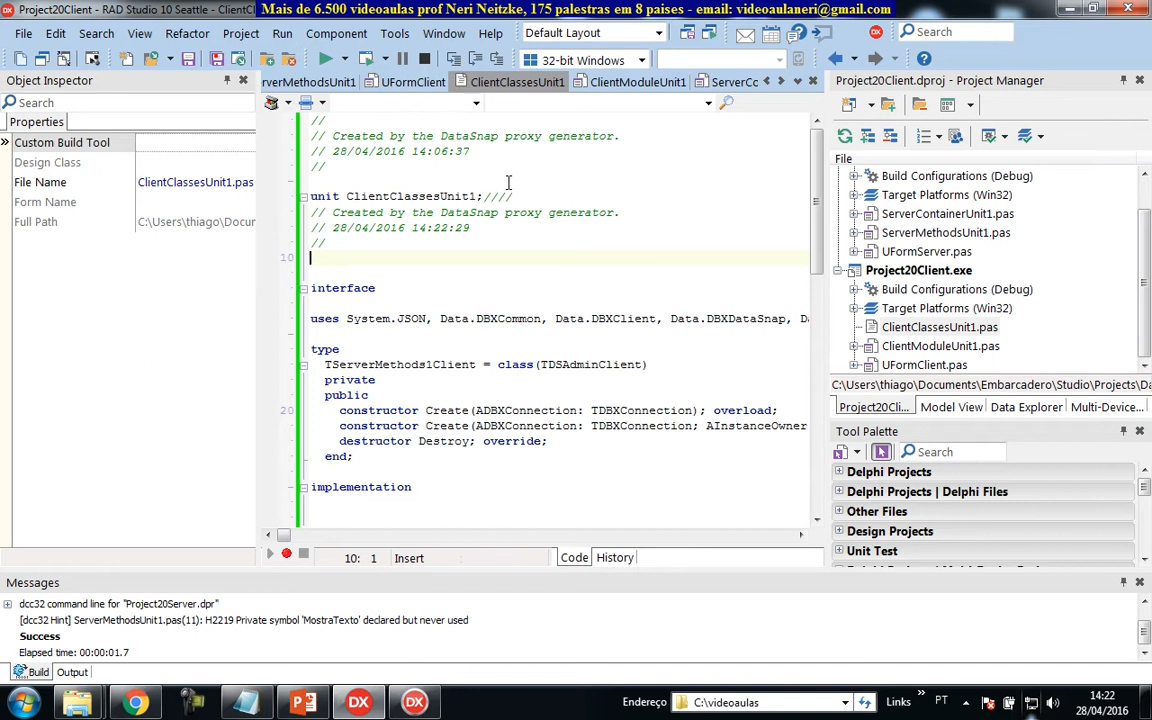 Mais de 6.500 videoaulas prof Neri Neitzke, 175 palestras em 8 paises - email: videoaulaneri@gmail.com
Project20Client - RAD Studio 10 Seattle - ClientCl
File Edit Search View Refactor Project Run Component Tools Window Help
Default Layout
Search
32-bit Windows
Object Inspector
Search
Properties
Custom Build Tool
Design Class
File Name ClientClassesUnit1.pas
Form Name
Full Path C:\Users\thiago\Docum
rverMethodsUnit1 UFormClient ClientClassesUnit1 ClientModuleUnit1 ServerCc
//
// Created by the DataSnap proxy generator.
// 28/04/2016 14:06:37
//
unit ClientClassesUnit1;////
// Created by the DataSnap proxy generator.
// 28/04/2016 14:22:29
//
10
interface
uses System.JSON, Data.DBXCommon, Data.DBXClient, Data.DBXDataSnap, Da
type
TServerMethods1Client = class(TDSAdminClient)
private
public
20 constructor Create(ADBXConnection: TDBXConnection); overload;
constructor Create(ADBXConnection: TDBXConnection; AInstanceOwner
destructor Destroy; override;
end;
implementation
10: 1 Insert
Code History
Project20Client.dproj - Project Manager
File
Build Configurations (Debug)
Target Platforms (Win32)
ServerContainerUnit1.pas
ServerMethodsUnit1.pas
UFormServer.pas
Project20Client.exe
Build Configurations (Debug)
Target Platforms (Win32)
ClientClassesUnit1.pas
ClientModuleUnit1.pas
UFormClient.pas
C:\Users\thiago\Documents\Embarcadero\Studio\Projects\Da
Project20Cli... Model View Data Explorer Multi-Device...
Tool Palette
Search
Delphi Projects
Delphi Projects | Delphi Files
Other Files
Design Projects
Unit Test
Messages
dcc32 command line for "Project20Server.dpr"
[dcc32 Hint] ServerMethodsUnit1.pas(11): H2219 Private symbol 'MostraTexto' declared but never used
Success
Elapsed time: 00:00:01.7
Build Output
Endereço C:\videoaulas Links » PT 14:22
28/04/2016